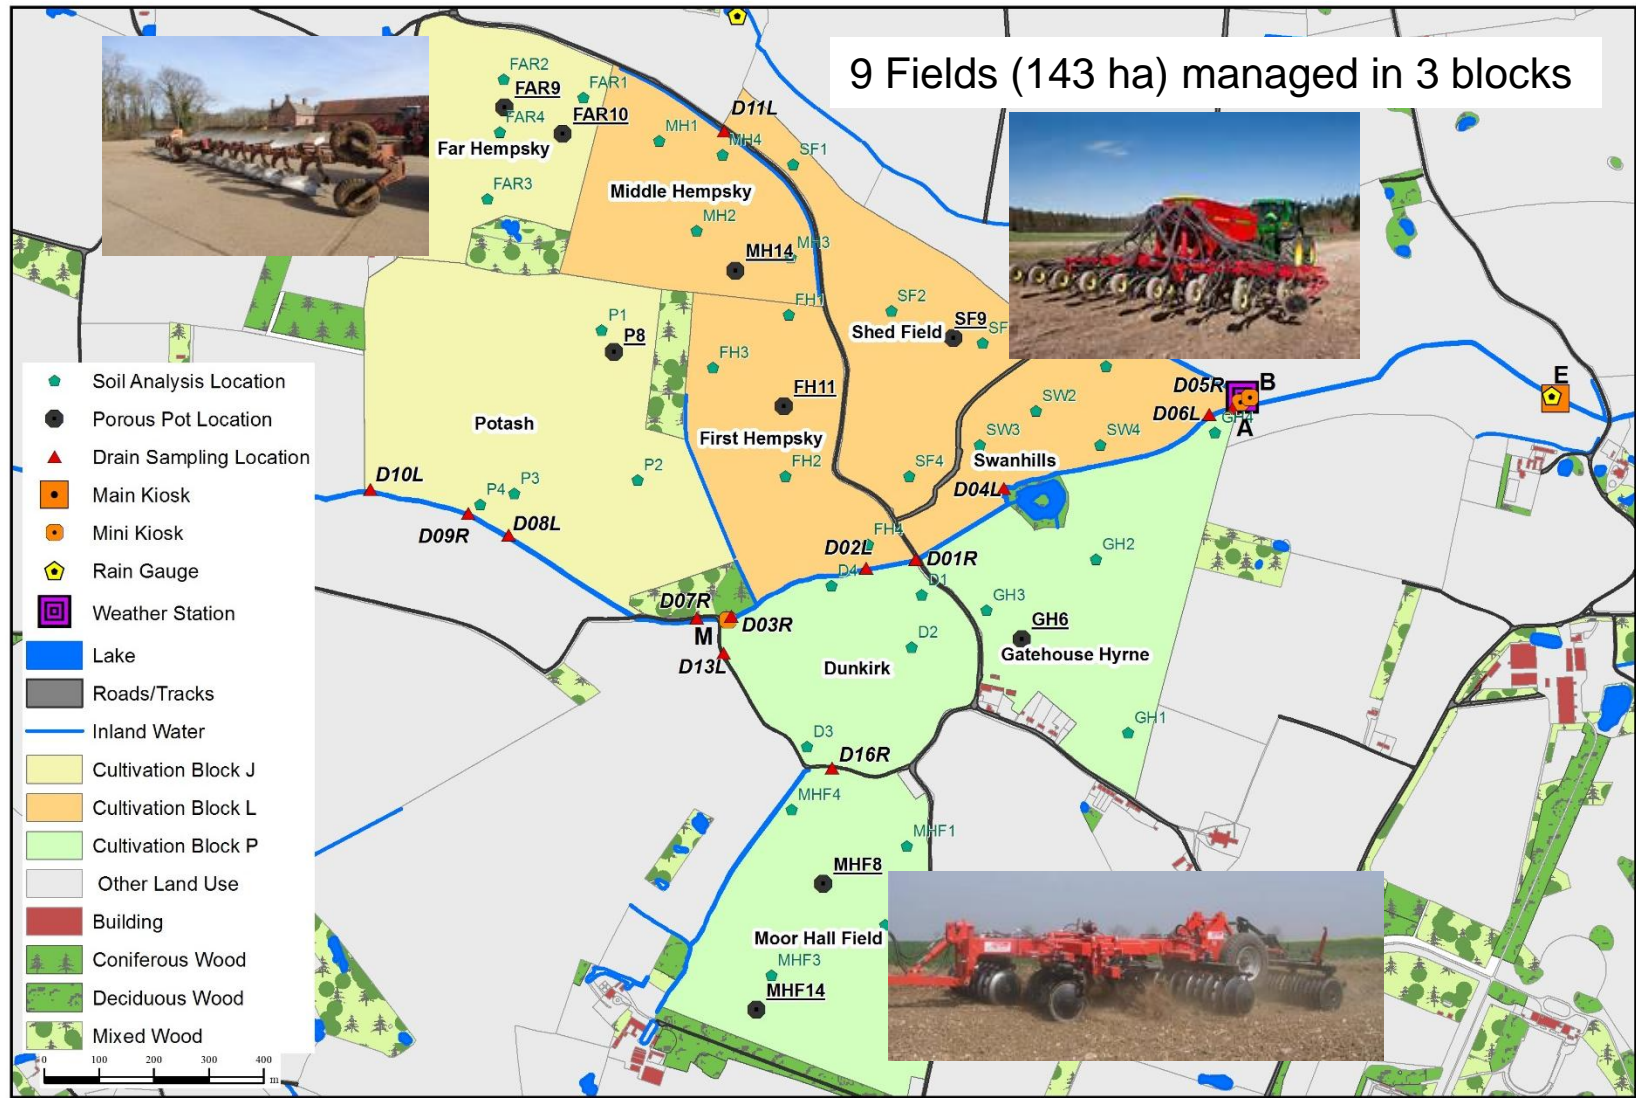 9 Fields (143 ha) managed in 3 blocks
FAR2
FAR1
FAR9
FAR10
FAR4
Far Hempsky
FAR3
D11L
MH1
MH4
SF1
Middle Hempsky
MH2
MH3
MH14
FH1
SF2
SF9
SF
Shed Field
P1
P8
FH3
FH11
Potash
First Hempsky
FH2
SW2
SW3
SW4
SF4
Swanhills
D05R
B
D06L
GH4
A
E
D04L
D10L
P4
P3
P2
D09R
D08L
FH4
D02L
D01R
D4
D1
GH2
GH3
GH6
D07R
M
D03R
D2
Gatehouse Hyrne
D13L
Dunkirk
GH1
D3
D16R
MHF4
MHF1
MHF8
Moor Hall Field
MHF3
MHF14
Soil Analysis Location
Porous Pot Location
Drain Sampling Location
Main Kiosk
Mini Kiosk
Rain Gauge
Weather Station
Lake
Roads/Tracks
Inland Water
Cultivation Block J
Cultivation Block L
Cultivation Block P
Other Land Use
Building
Coniferous Wood
Deciduous Wood
Mixed Wood
0 100 200 300 400
m